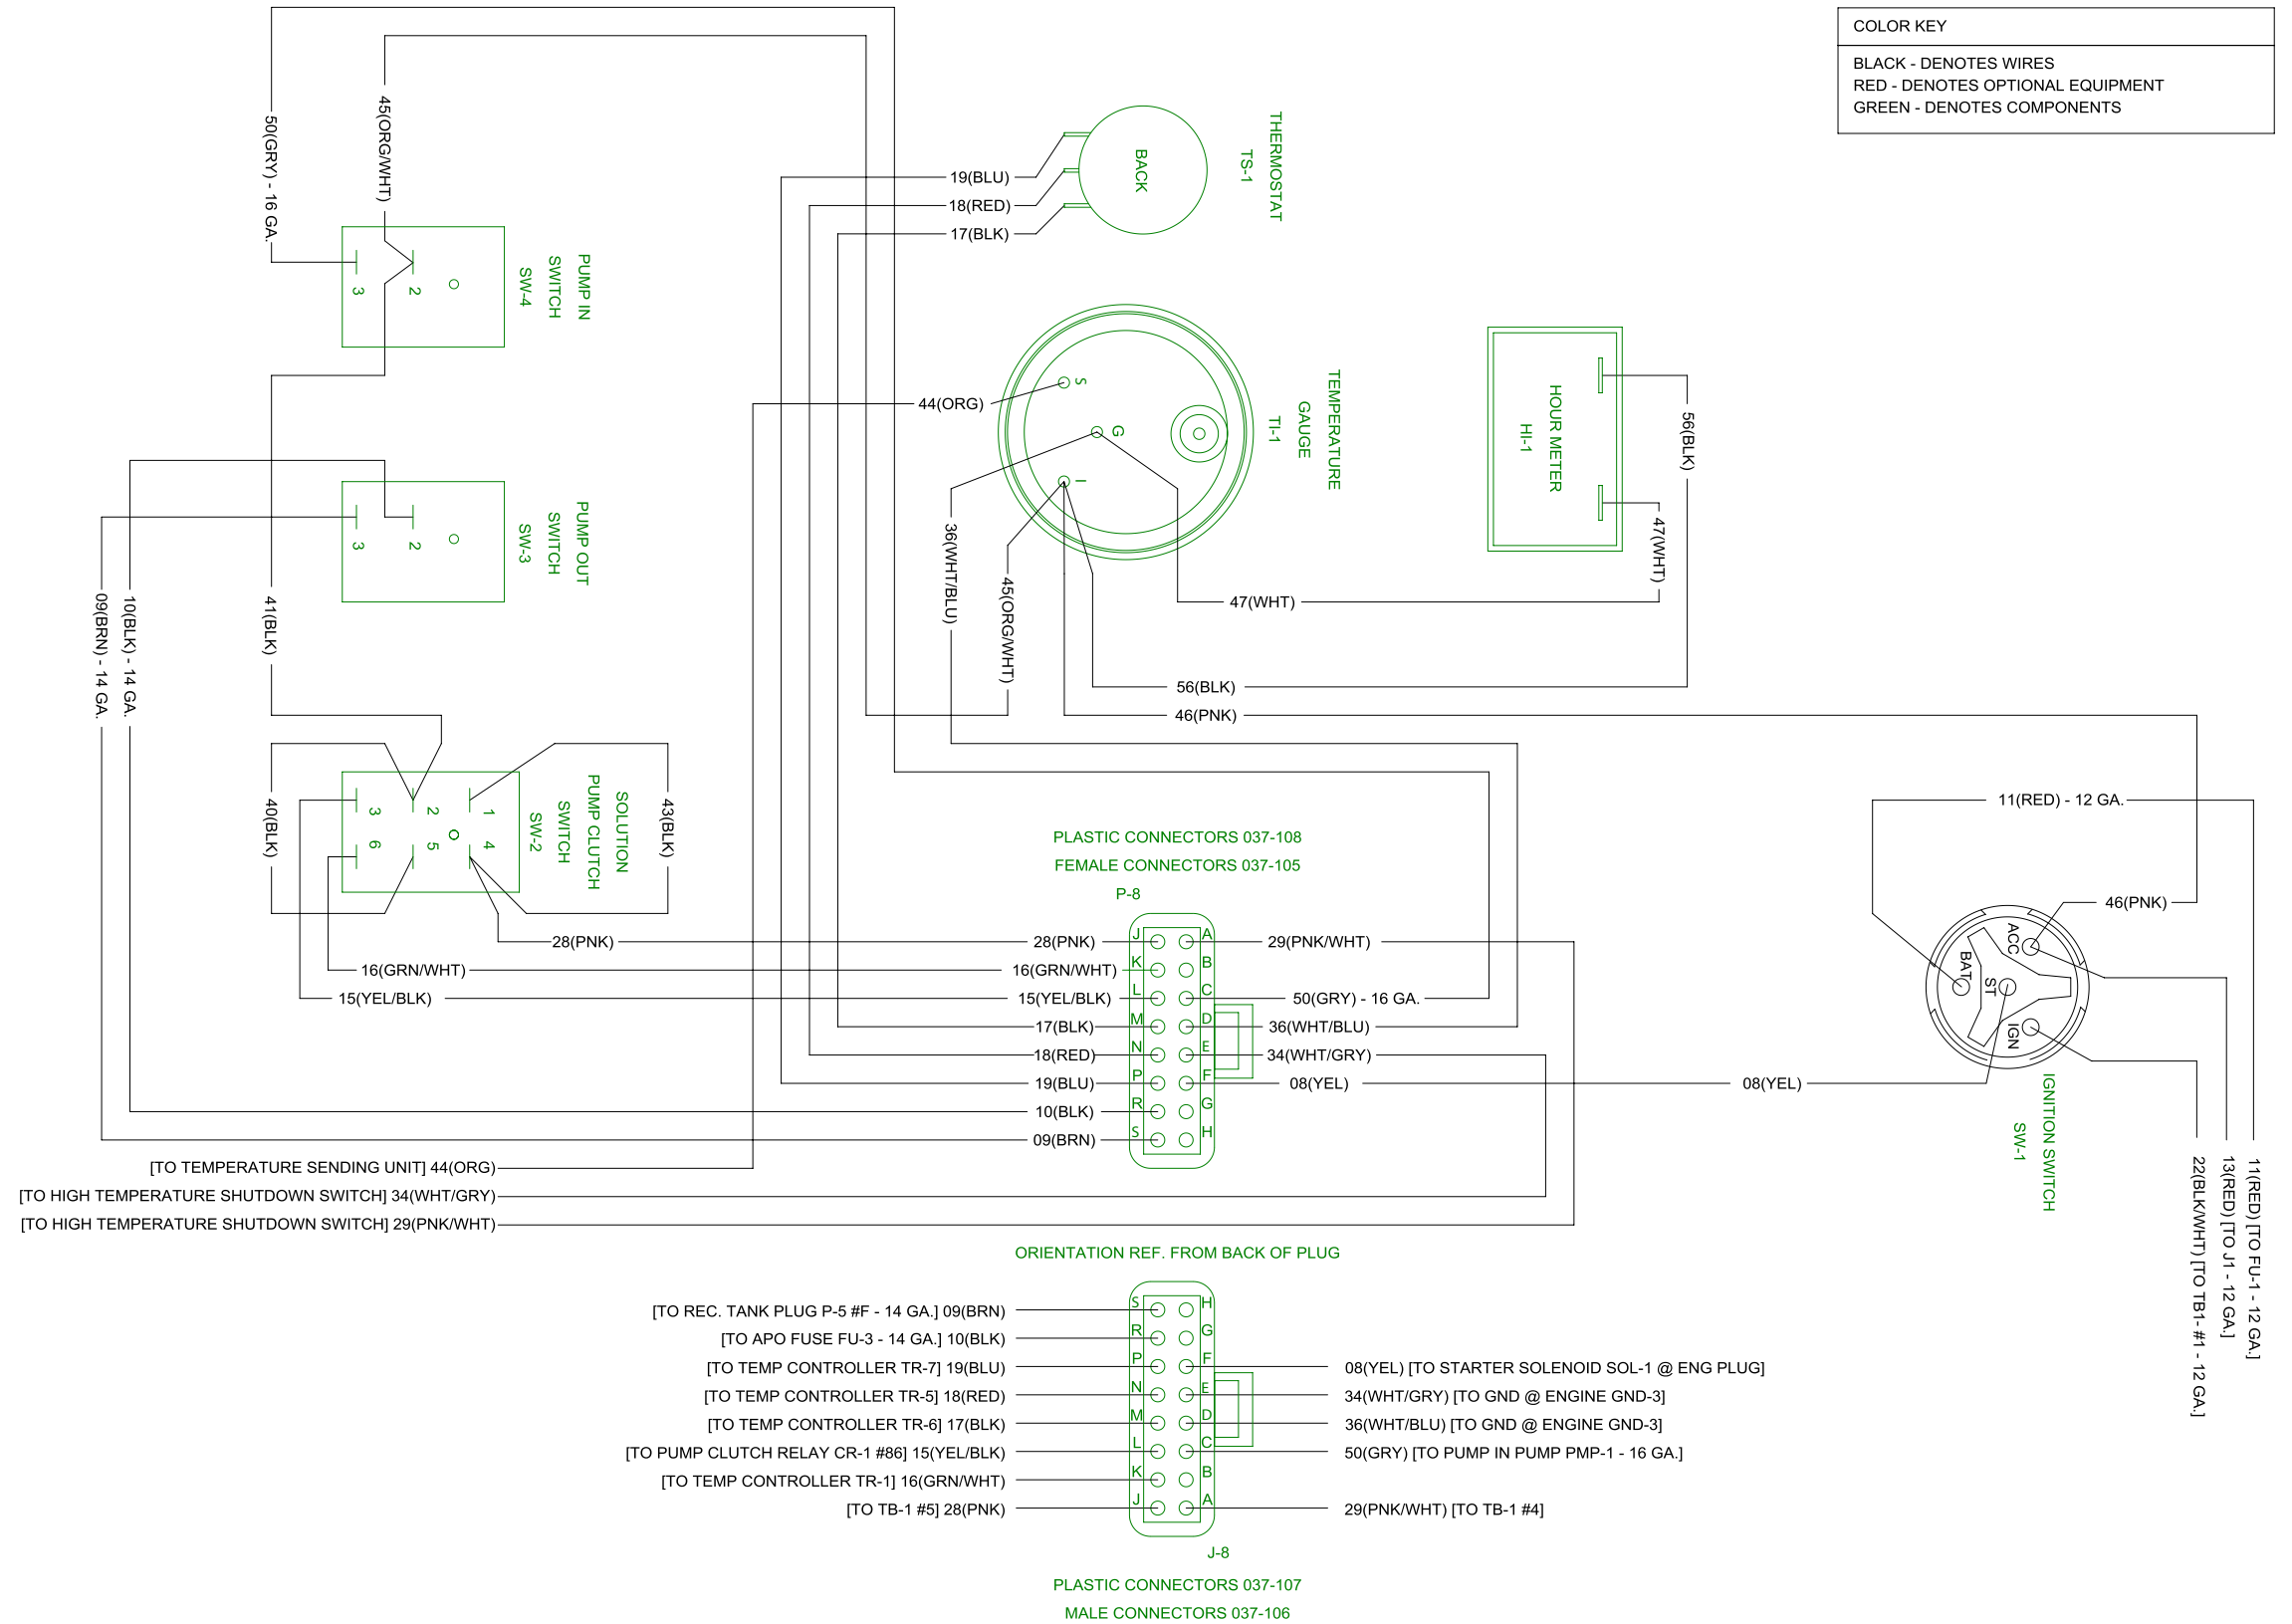 COLOR KEY
BLACK - DENOTES WIRES
RED - DENOTES OPTIONAL EQUIPMENT
GREEN - DENOTES COMPONENTS
50(GRY) - 16 GA.
45(ORG/WHT)
3
2
PUMP IN
SWITCH
SW-4
19(BLU)
18(RED)
17(BLK)
BACK
THERMOSTAT
TS-1
44(ORG)
S
G
I
TEMPERATURE
GAUGE
TI-1
HOUR METER
HI-1
56(BLK)
47(WHT)
3
2
PUMP OUT
SWITCH
SW-3
09(BRN) - 14 GA.
10(BLK) - 14 GA.
41(BLK)
36(WHT/BLU)
45(ORG/WHT)
47(WHT)
56(BLK)
46(PNK)
40(BLK)
3
2
1
6
5
4
SOLUTION
PUMP CLUTCH
SWITCH
SW-2
43(BLK)
11(RED) - 12 GA.
46(PNK)
ACC
BAT
ST
IGN
IGNITION SWITCH
SW-1
PLASTIC CONNECTORS 037-108
FEMALE CONNECTORS 037-105
P-8
28(PNK)
28(PNK)
J
A
29(PNK/WHT)
16(GRN/WHT)
16(GRN/WHT)
K
B
15(YEL/BLK)
15(YEL/BLK)
L
C
50(GRY) - 16 GA.
17(BLK)
M
D
36(WHT/BLU)
18(RED)
N
E
34(WHT/GRY)
19(BLU)
P
F
08(YEL)
08(YEL)
10(BLK)
R
G
09(BRN)
S
H
[TO TEMPERATURE SENDING UNIT] 44(ORG)
[TO HIGH TEMPERATURE SHUTDOWN SWITCH] 34(WHT/GRY)
[TO HIGH TEMPERATURE SHUTDOWN SWITCH] 29(PNK/WHT)
22(BLK/WHT) [TO TB1- #1 - 12 GA.]
13(RED) [TO J1 - 12 GA.]
11(RED) [TO FU-1 - 12 GA.]
ORIENTATION REF. FROM BACK OF PLUG
[TO REC. TANK PLUG P-5 #F - 14 GA.] 09(BRN)
S
H
[TO APO FUSE FU-3 - 14 GA.] 10(BLK)
R
G
[TO TEMP CONTROLLER TR-7] 19(BLU)
P
F
08(YEL) [TO STARTER SOLENOID SOL-1 @ ENG PLUG]
[TO TEMP CONTROLLER TR-5] 18(RED)
N
E
34(WHT/GRY) [TO GND @ ENGINE GND-3]
[TO TEMP CONTROLLER TR-6] 17(BLK)
M
D
36(WHT/BLU) [TO GND @ ENGINE GND-3]
[TO PUMP CLUTCH RELAY CR-1 #86] 15(YEL/BLK)
L
C
50(GRY) [TO PUMP IN PUMP PMP-1 - 16 GA.]
[TO TEMP CONTROLLER TR-1] 16(GRN/WHT)
K
B
[TO TB-1 #5] 28(PNK)
J
A
29(PNK/WHT) [TO TB-1 #4]
J-8
PLASTIC CONNECTORS 037-107
MALE CONNECTORS 037-106